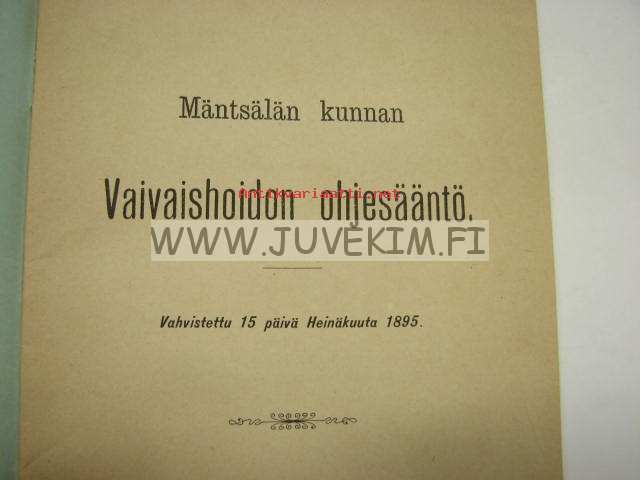 Mäntsälän kunnan
Antikvariaatti.net
Vaivaishoidon ohjesääntö.
WWW.JUVEKIM.FI
Vahvistettu 15 päivä Heinäkuuta 1895.